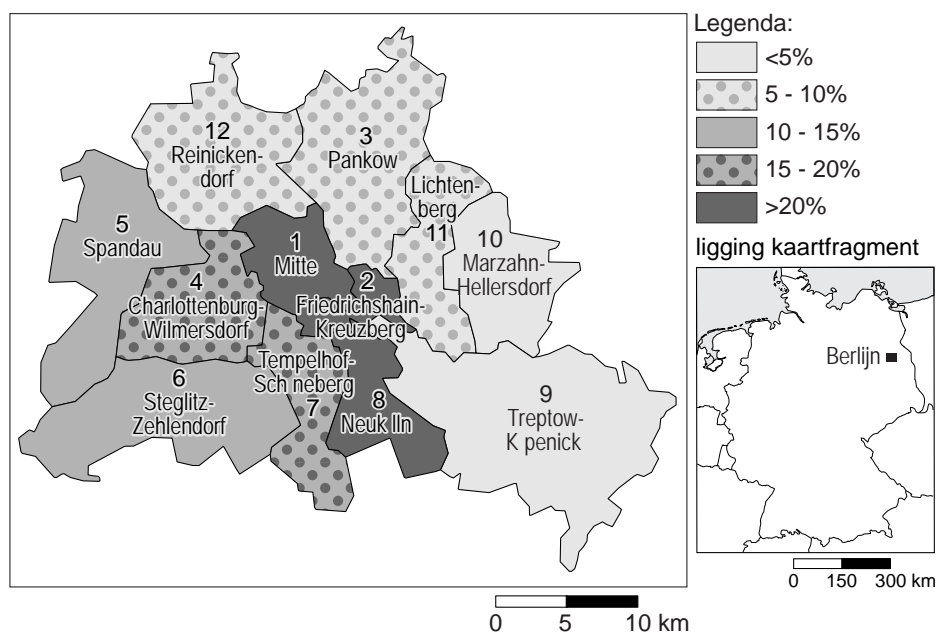 Legenda:
<5%
5 - 10%
10 - 15%
15 - 20%
>20%
ligging kaartfragment
Berlijn
0 150 300 km
12
Reinicken-
dorf
3
Pankow
Lichten-
berg
11
10
Marzahn-
Hellersdorf
5
Spandau
1
Mitte
2
Friedrichshain-
Kreuzberg
4
Charlottenburg-
Wilmersdorf
Tempelhof-
Sch neberg
7
6
Steglitz-
Zehlendorf
8
Neuk lln
9
Treptow-
K penick
0 5 10 km